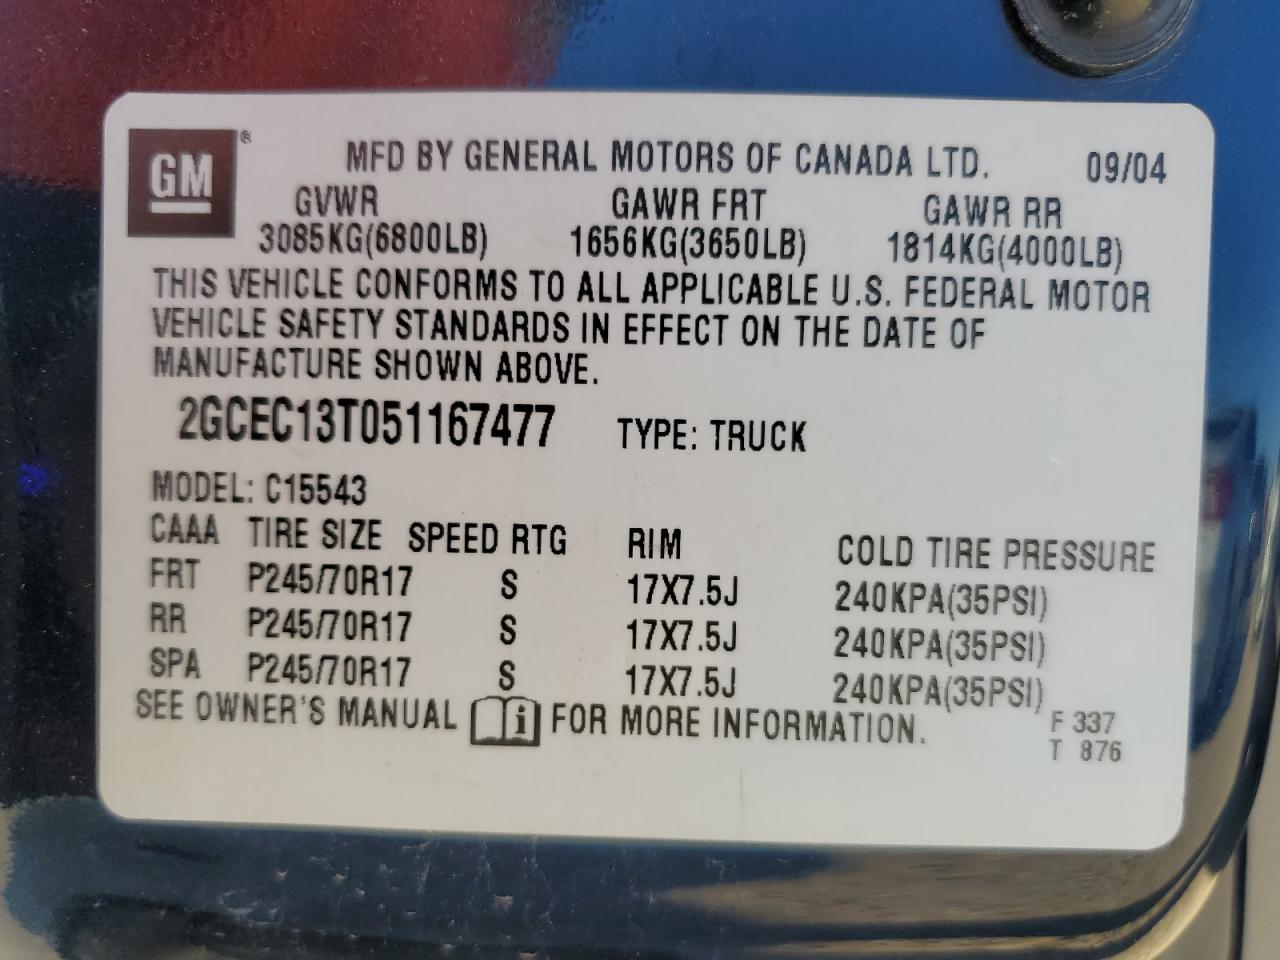 GM®
MFD BY GENERAL MOTORS OF CANADA LTD. 09/04
GVWR GAWR FRT GAWR RR
3085KG(6800LB) 1656KG(3650LB) 1814KG(4000LB)
THIS VEHICLE CONFORMS TO ALL APPLICABLE U.S. FEDERAL MOTOR
VEHICLE SAFETY STANDARDS IN EFFECT ON THE DATE OF
MANUFACTURE SHOWN ABOVE.
2GCEC13T051167477 TYPE: TRUCK
MODEL: C15543
CAAA TIRE SIZE SPEED RTG RIM COLD TIRE PRESSURE
FRT P245/70R17 S 17X7.5J 240KPA(35PSI)
RR P245/70R17 S 17X7.5J 240KPA(35PSI)
SPA P245/70R17 S 17X7.5J 240KPA(35PSI)
SEE OWNER'S MANUAL i FOR MORE INFORMATION.
F 337
T 876